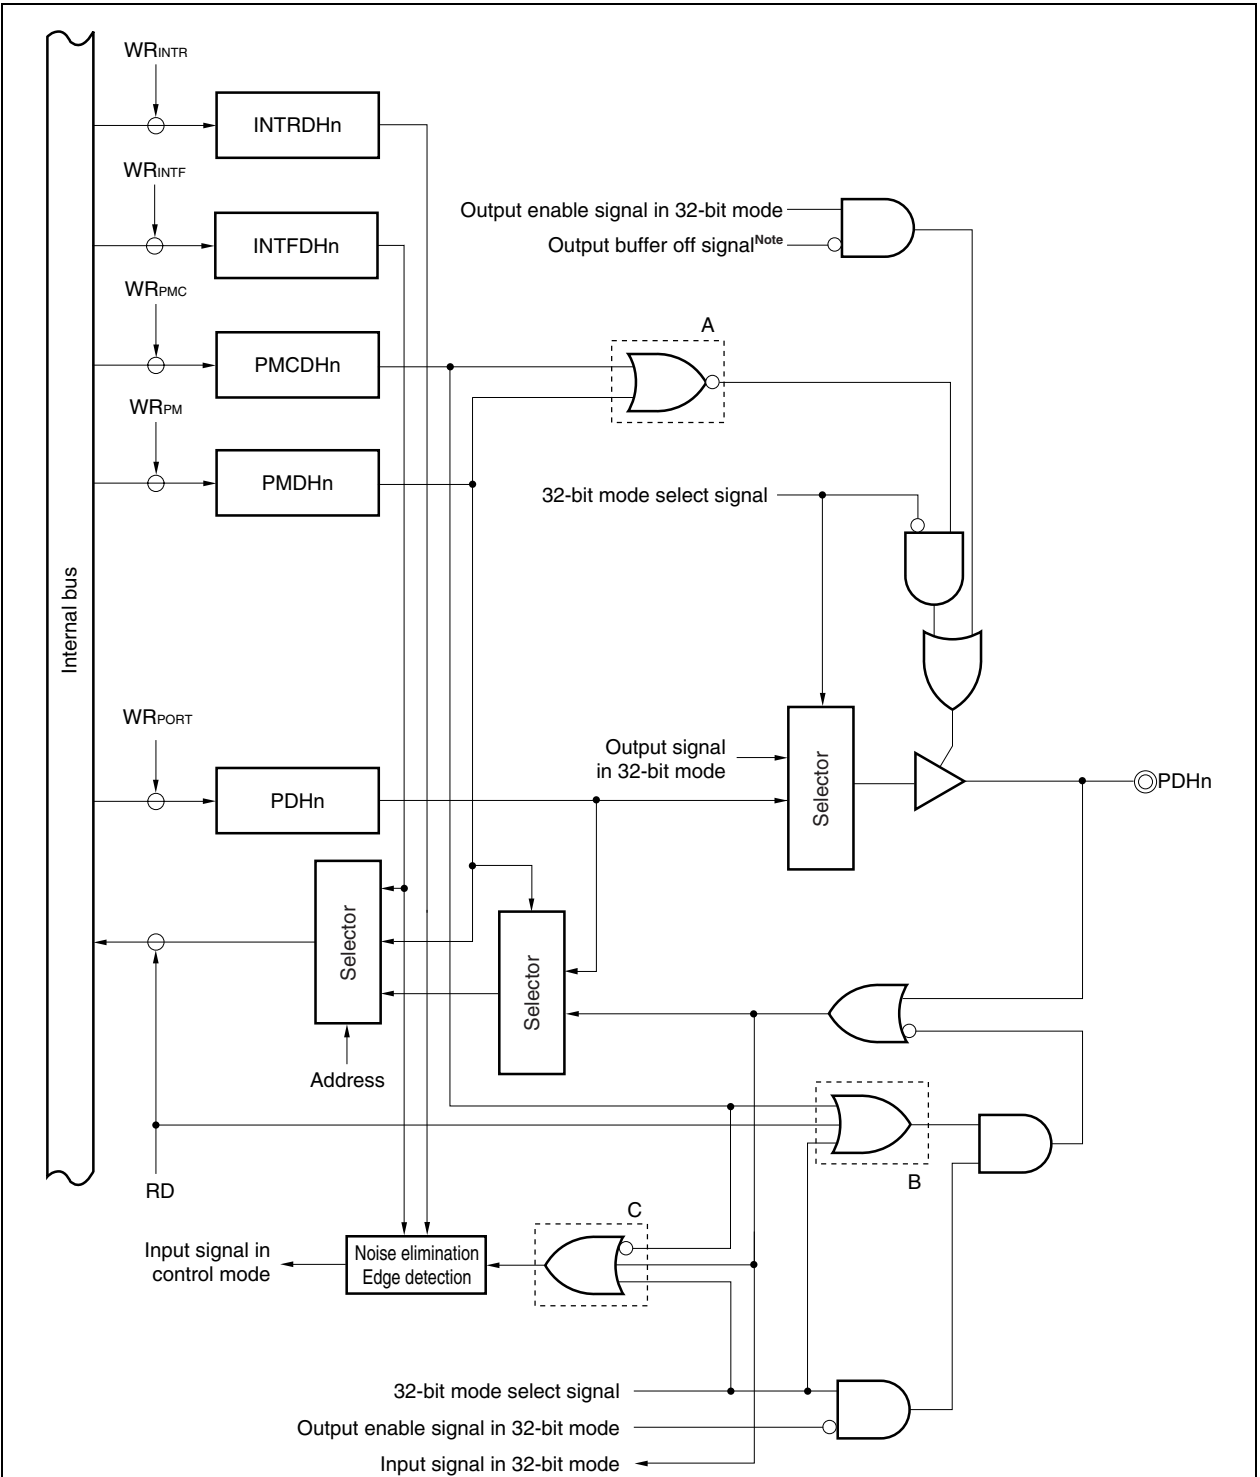 WRINTR
INTRDHn
WRINTF
INTFDHn
Output enable signal in 32-bit mode
Output buffer off signalNote
WRPMC
PMCDHn
A
WRPM
PMDHn
32-bit mode select signal
Internal bus
WRPORT
PDHn
Output signal
in 32-bit mode
Selector
PDHn
Selector
Selector
Address
RD
B
C
Input signal in
control mode
Noise elimination
Edge detection
32-bit mode select signal
Output enable signal in 32-bit mode
Input signal in 32-bit mode